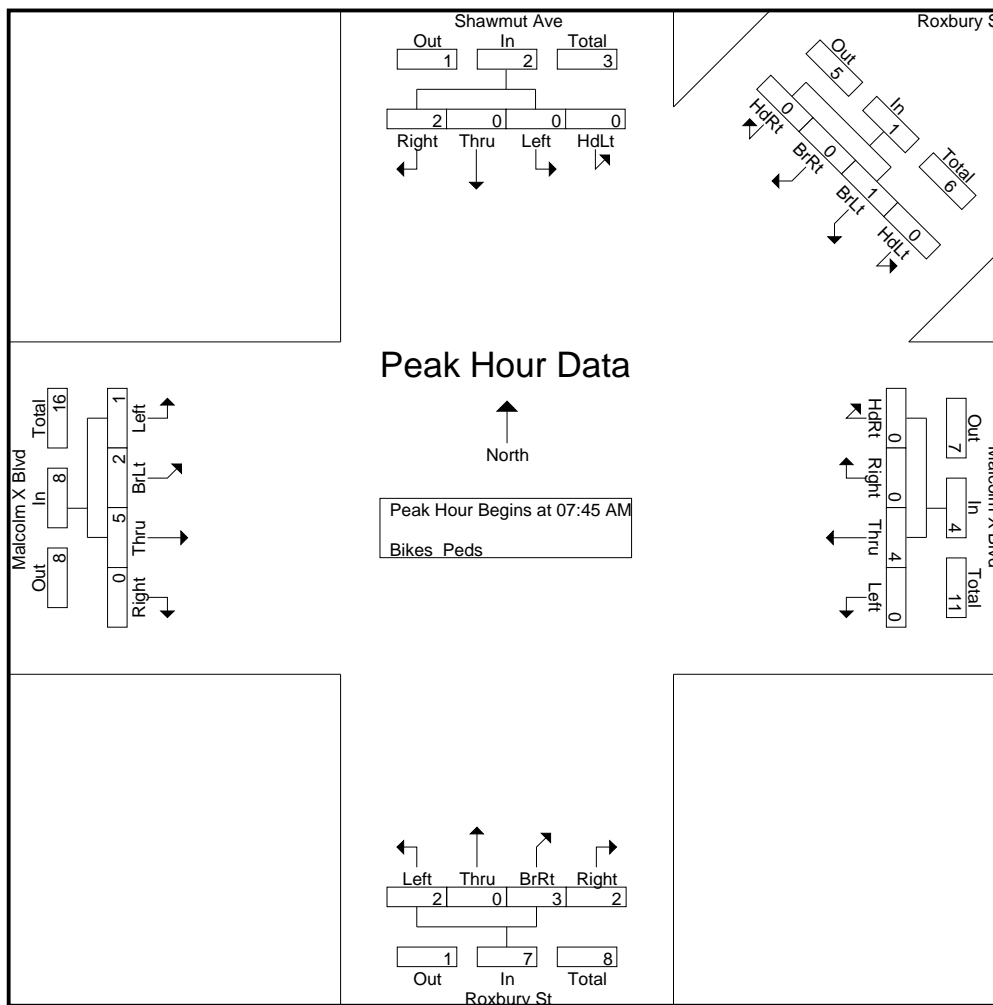 Shawmut Ave
Out In Total
1 2 3
2 0 0 0
Right Thru Left HdLt
Roxbury S
Out In Total
5 1 6
0 0 1 0
HdRt BrRt BrLt HdLt
Peak Hour Data
North
Peak Hour Begins at 07:45 AM
Bikes Peds
Malcolm X Blvd
Out In Total
8 8 16
0 5 2 1
Right Thru BrLt Left
Malcolm X Blvd
Out In Total
7 4 11
0 0 4 0
HdRt Right Thru Left
Left Thru BrRt Right
2 0 3 2
1 7 8
Out In Total
Roxbury St